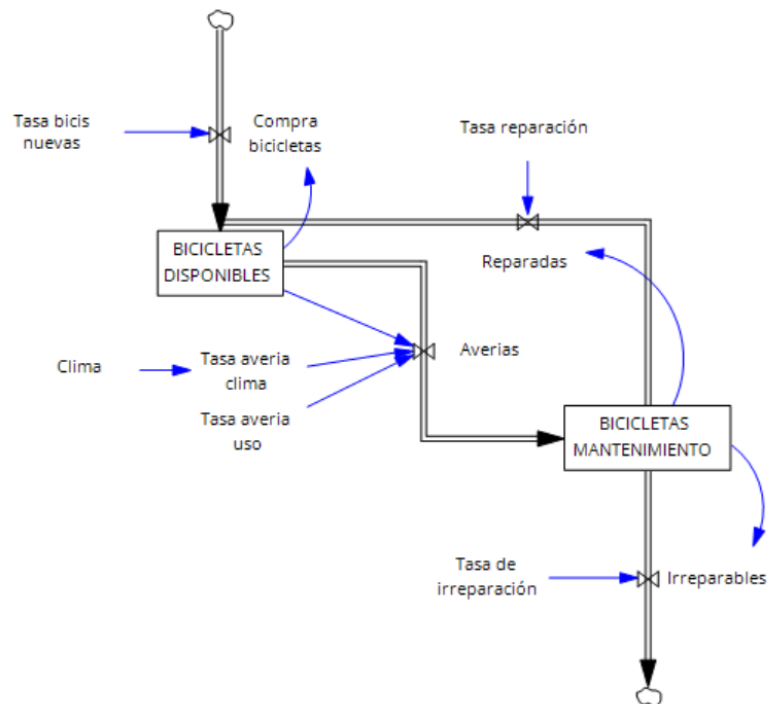 Tasa bicis
nuevas
Compra
bicicletas
Tasa reparación
BICICLETAS
DISPONIBLES
Reparadas
Clima
Tasa averia
clima
Averias
Tasa averia
uso
BICICLETAS
MANTENIMIENTO
Tasa de
irreparación
Irreparables